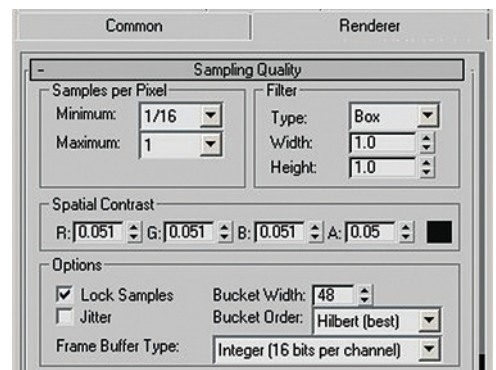 Common Renderer
- Sampling Quality
Samples per Pixel Filter
Minimum: 1/16 Type: Box
Maximum: 1 Width: 1.0
Height: 1.0
Spatial Contrast
R: 0.051 G: 0.051 B: 0.051 A: 0.05
Options
Lock Samples Bucket Width: 48
Jitter Bucket Order: Hilbert (best)
Frame Buffer Type: Integer (16 bits per channel)